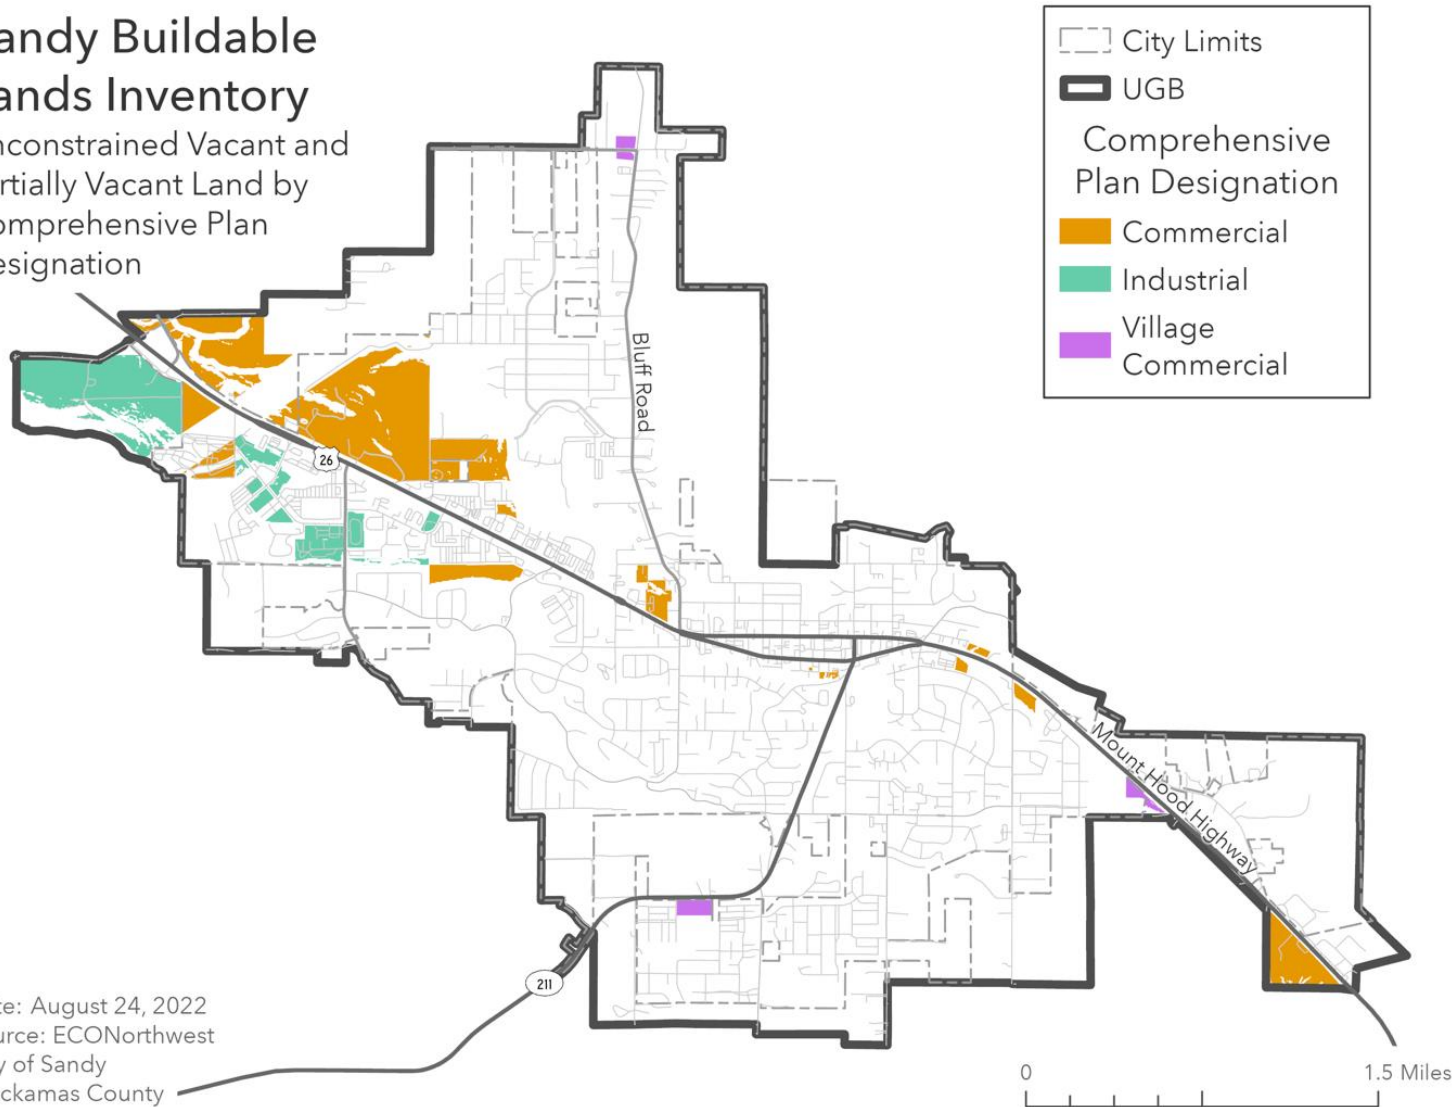 andy Buildable
ands Inventory
nconstrained Vacant and
rtially Vacant Land by
omprehensive Plan
esignation
City Limits
UGB
Comprehensive
Plan Designation
Commercial
Industrial
Village
Commercial
Bluff Road
26
Mount Hood Highway
211
te: August 24, 2022
urce: ECONorthwest
y of Sandy
ckamas County
0
1.5 Miles